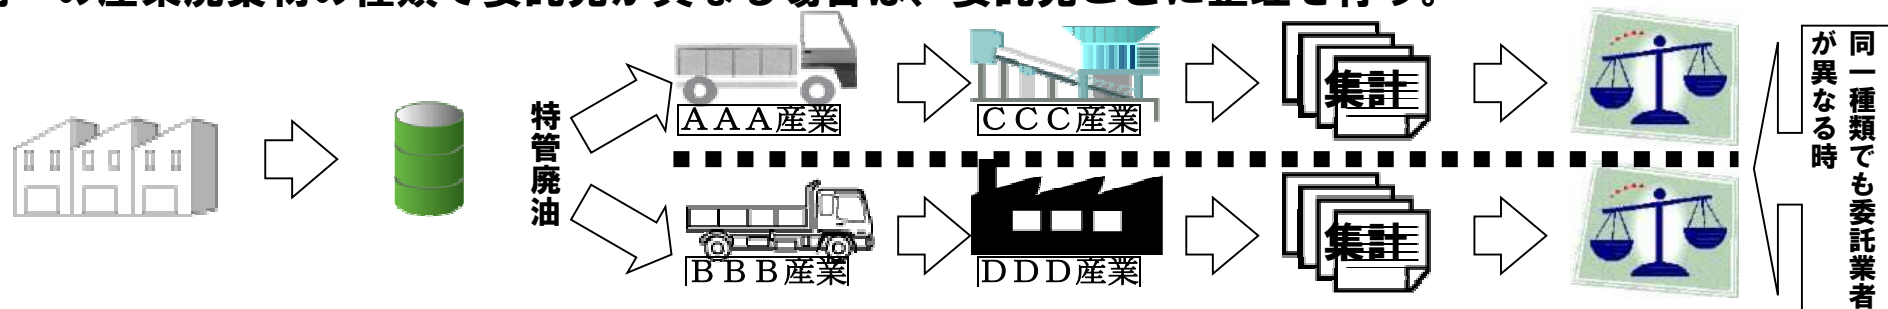 の産業廃棄物の種類で委託先が異なる場合は、委託先ごとに整理を行う。
特管廃油
AAA産業
CCC産業
集計
BBB産業
DDD産業
集計
同一種類でも委託業者
が異なる時